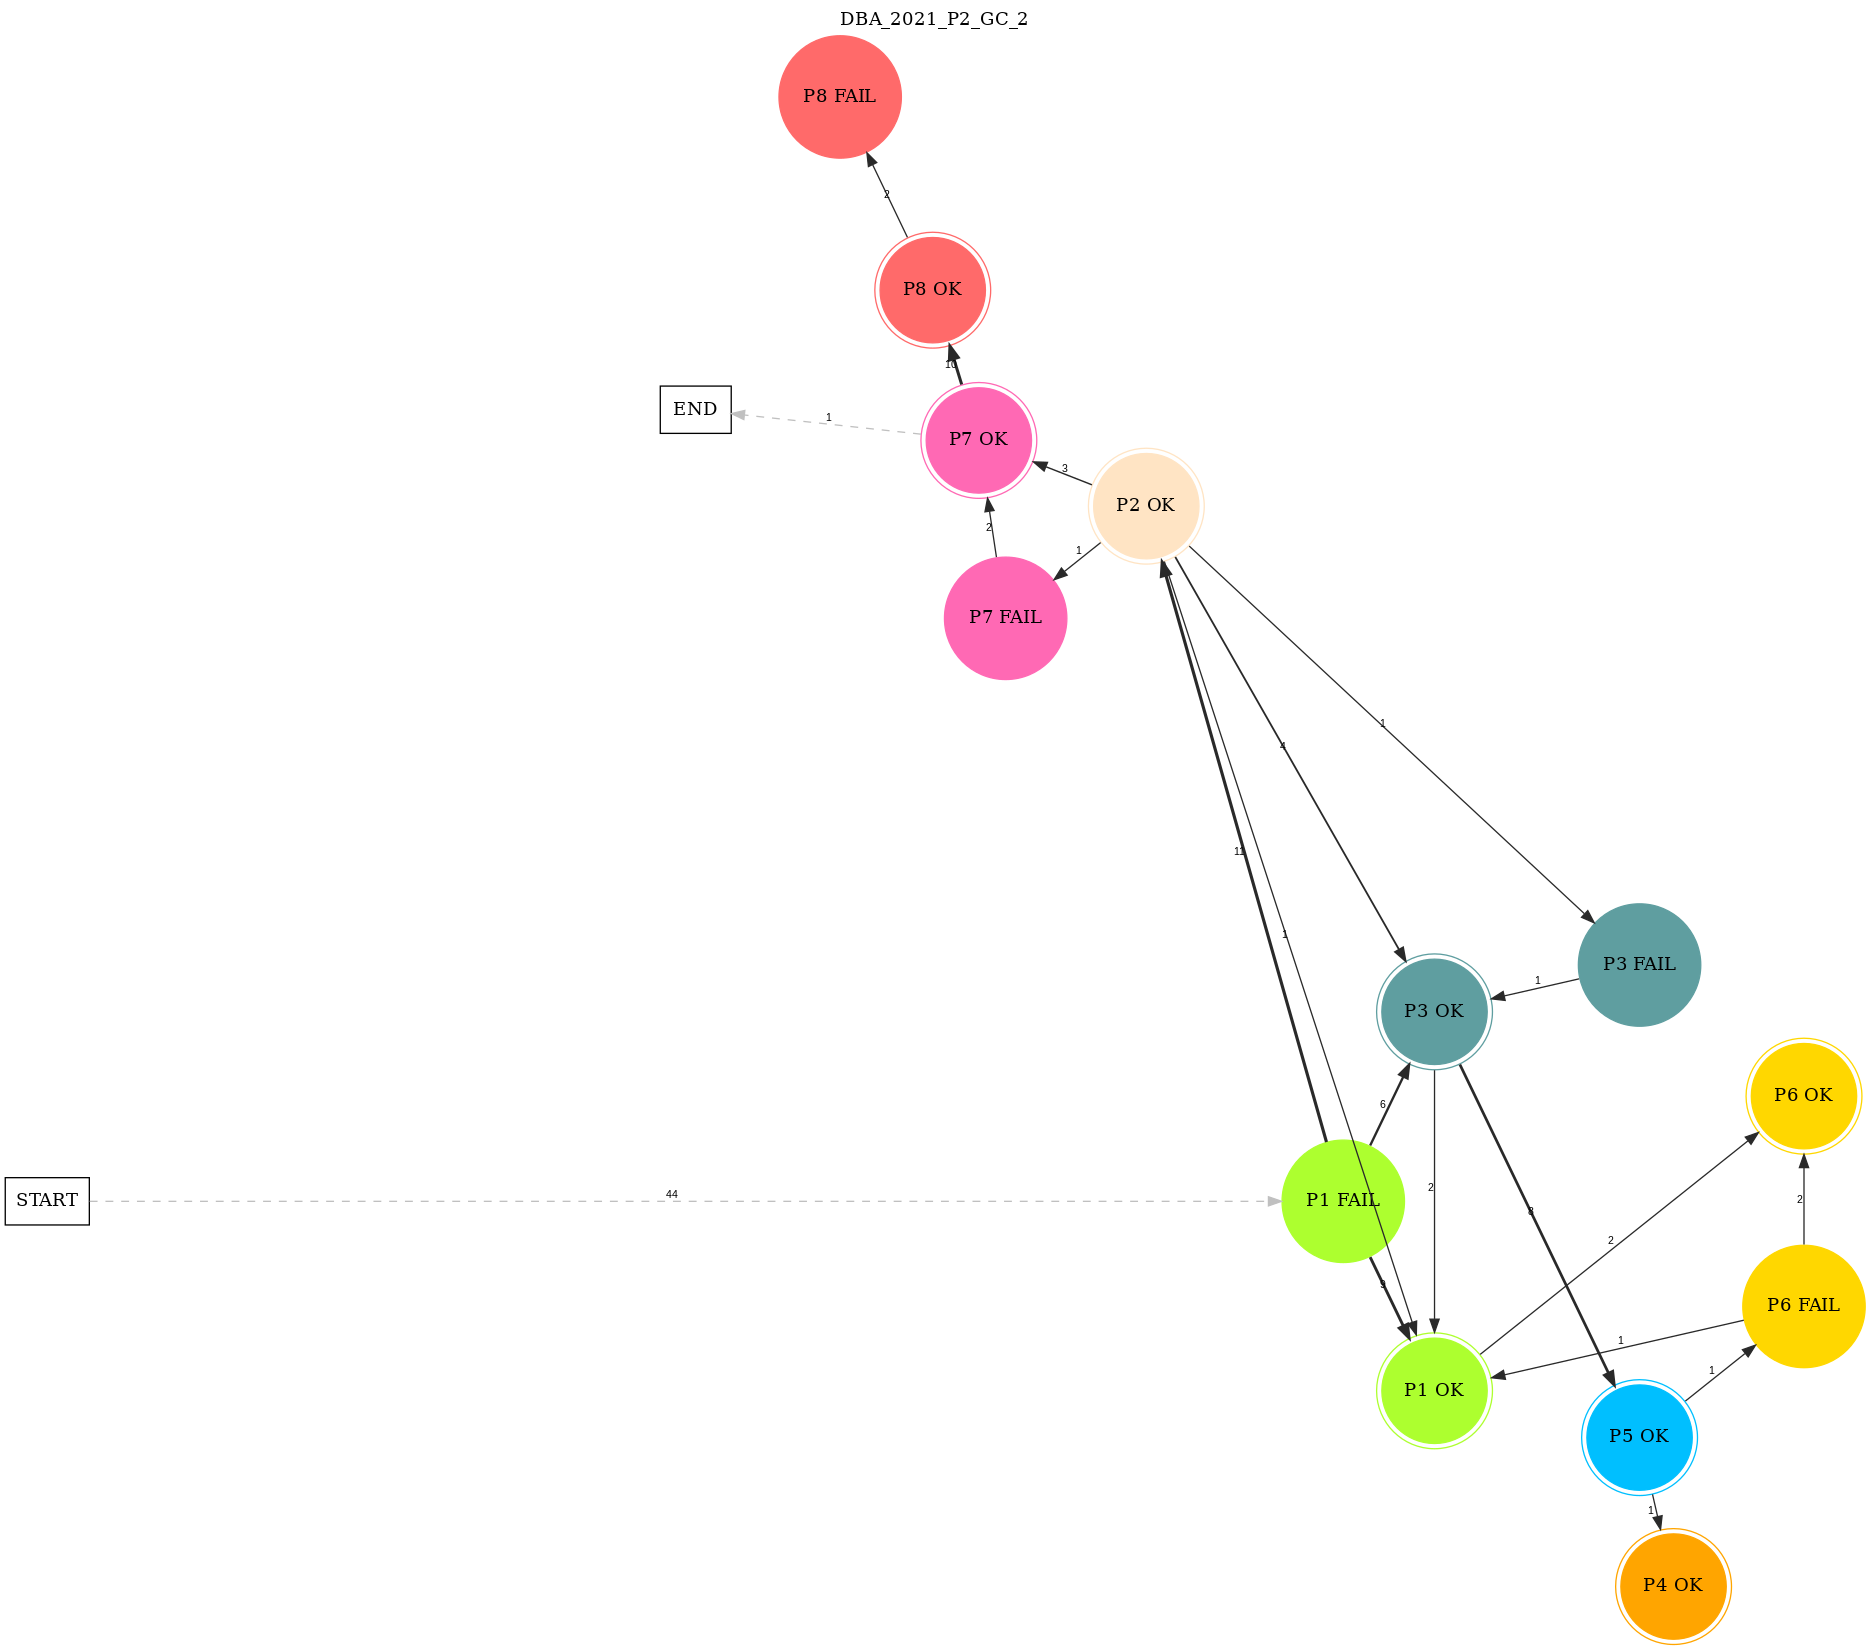 DBA_2021_P2_GC_2
P8 FAIL
2
P8 OK
10
END
1
P7 OK
3
P2 OK
2
1
P7 FAIL
1
4
11
1
P3 FAIL
1
P3 OK
P6 OK
6
START
44
P1 FAIL
2
8
2
2
9
P6 FAIL
1
1
P1 OK
P5 OK
1
P4 OK